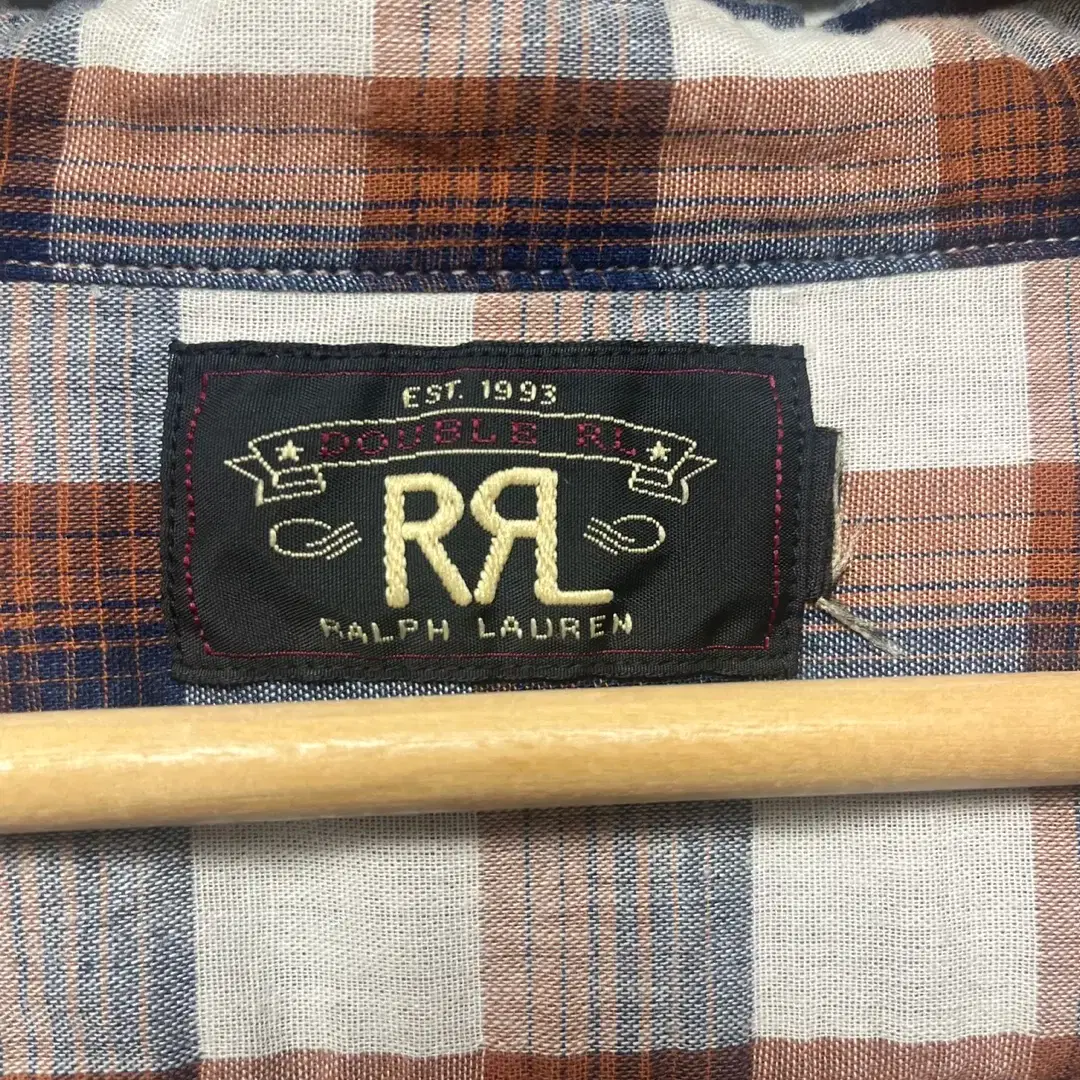 EST. 1993
DOUBLE RL
RRL
RALPH LAUREN